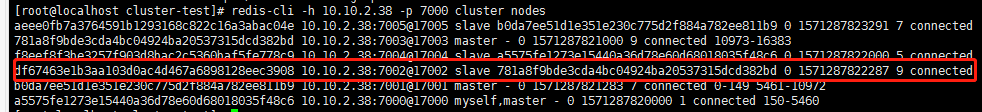 [root@localhost cluster-test]# redis-cli -h 10.10.2.38 -p 7000 cluster nodes
aeee0fb7a3764591b1293168c822c16a3abac04e 10.10.2.38:7005@17005 slave b0da7ee51d1e351e230c775d2f884a782ee811b9 0 1571287823291 7 connected
781a8f9bde3cda4bc04924ba20537315dcd382bd 10.10.2.38:7003@17003 master - 0 1571287821000 9 connected 10973-16383
f8eef8f3be3257f903d8bac2c5360baf5fe778c9 10.10.2.38:7004@17004 slave a5575fe1273e15440a36d78e60d68018035f48c6 0 1571287822000 5 connected
df67463e1b3aa103d0ac4d467a6898128eec3908 10.10.2.38:7002@17002 slave 781a8f9bde3cda4bc04924ba20537315dcd382bd 0 1571287822287 9 connected
b0da7ee51d1e351e230c775d2f884a782ee811b9 10.10.2.38:7001@17001 master - 0 1571287821283 7 connected 0-149 5461-10972
a5575fe1273e15440a36d78e60d68018035f48c6 10.10.2.38:7000@17000 myself,master - 0 1571287820000 1 connected 150-5460